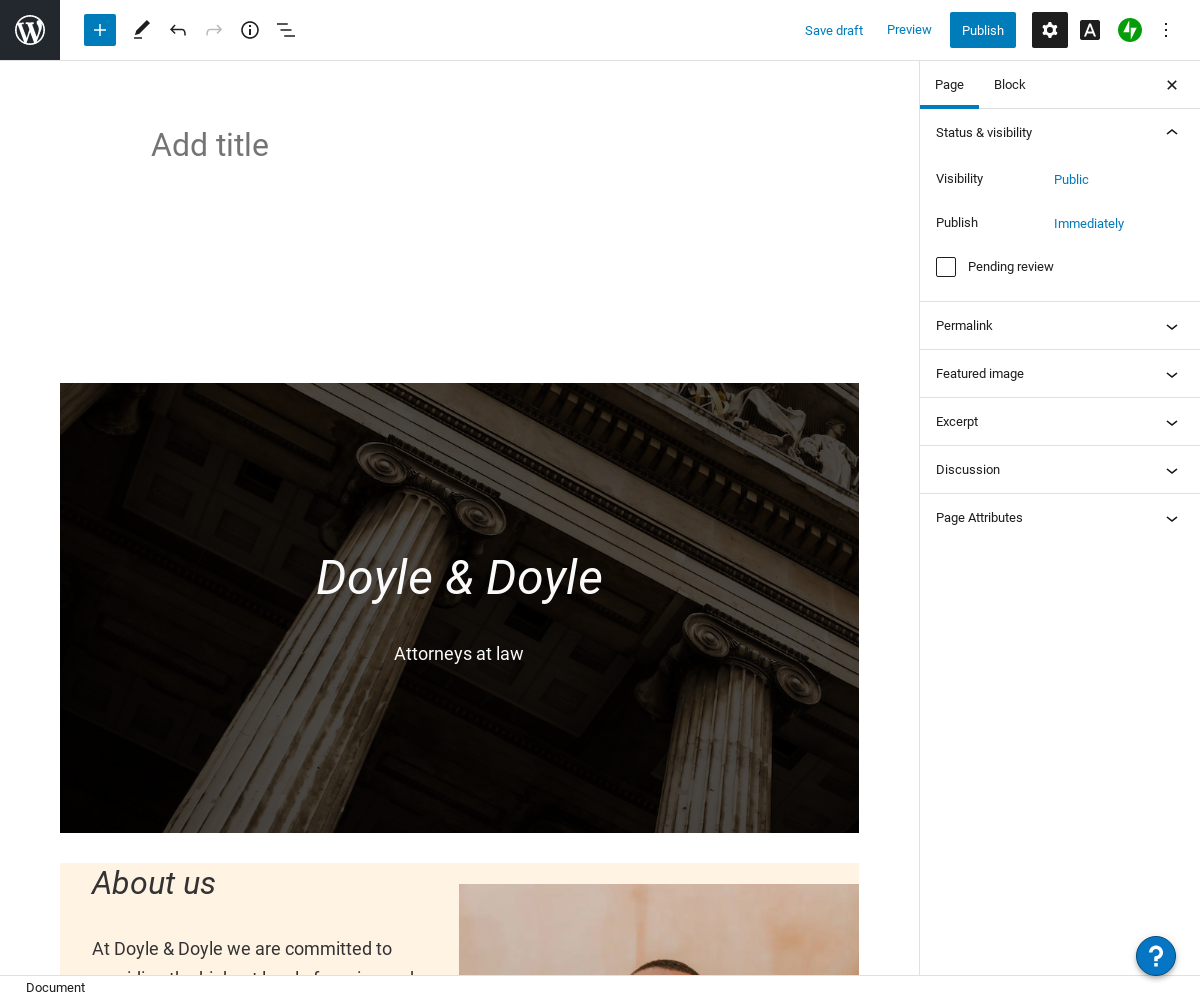 Save draft
Preview
Publish
A
Page
Block
Add title
Status & visibility
Visibility
Public
Publish
Immediately
Pending review
Permalink
Featured image
Excerpt
Discussion
Page Attributes
Doyle & Doyle
Attorneys at law
About us
At Doyle & Doyle we are committed to
?
Document